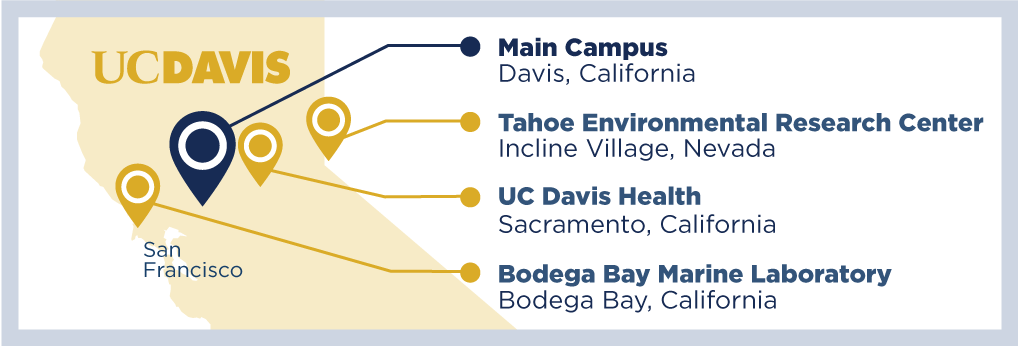 UCDAVIS
Main Campus
Davis, California
Tahoe Environmental Research Center
Incline Village, Nevada
UC Davis Health
Sacramento, California
San
Francisco
Bodega Bay Marine Laboratory
Bodega Bay, California